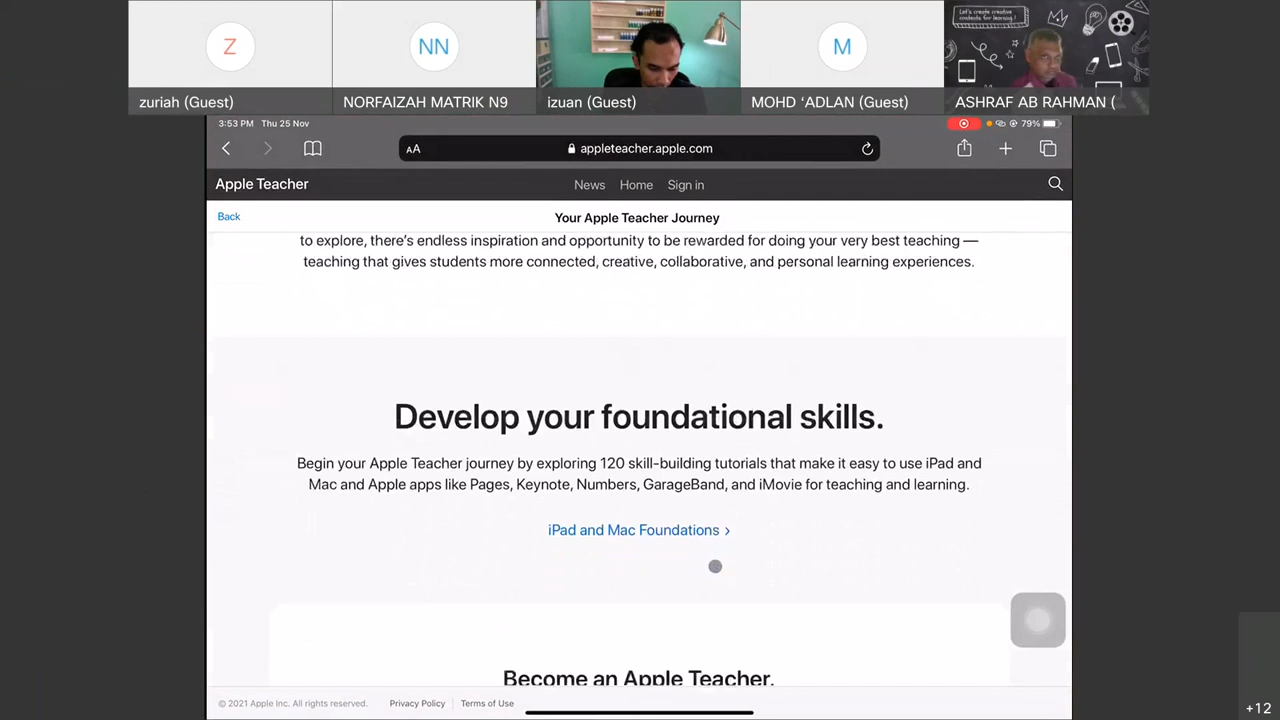 Let's create creative
contents for learning!
Z
NN
M
zuriah (Guest)
NORFAIZAH MATRIK N9
izuan (Guest)
MOHD ‘ADLAN (Guest)
ASHRAF AB RAHMAN (
3:53 PM Thu 25 Nov
79%
AA
appleteacher.apple.com
Apple Teacher
News Home Sign in
Back
Your Apple Teacher Journey
to explore, there’s endless inspiration and opportunity to be rewarded for doing your very best teaching —
teaching that gives students more connected, creative, collaborative, and personal learning experiences.
Develop your foundational skills.
Begin your Apple Teacher journey by exploring 120 skill-building tutorials that make it easy to use iPad and
Mac and Apple apps like Pages, Keynote, Numbers, GarageBand, and iMovie for teaching and learning.
iPad and Mac Foundations >
Become an Apple Teacher.
© 2021 Apple Inc. All rights reserved. Privacy Policy | Terms of Use
+12